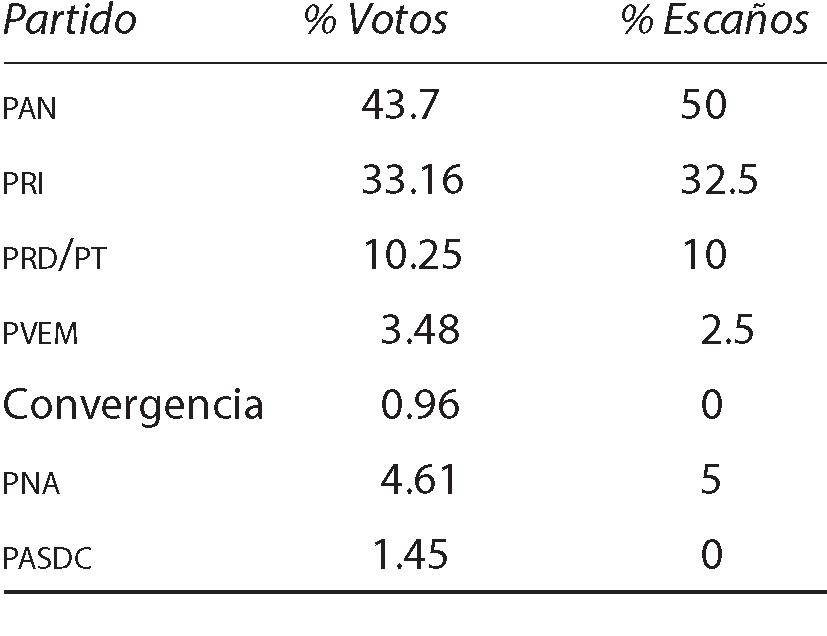 Partido % Votos % Escaños
PAN 43.7 50
PRI 33.16 32.5
PRD/PT 10.25 10
PVEM 3.48 2.5
Convergencia 0.96 0
PNA 4.61 5
PASDC 1.45 0